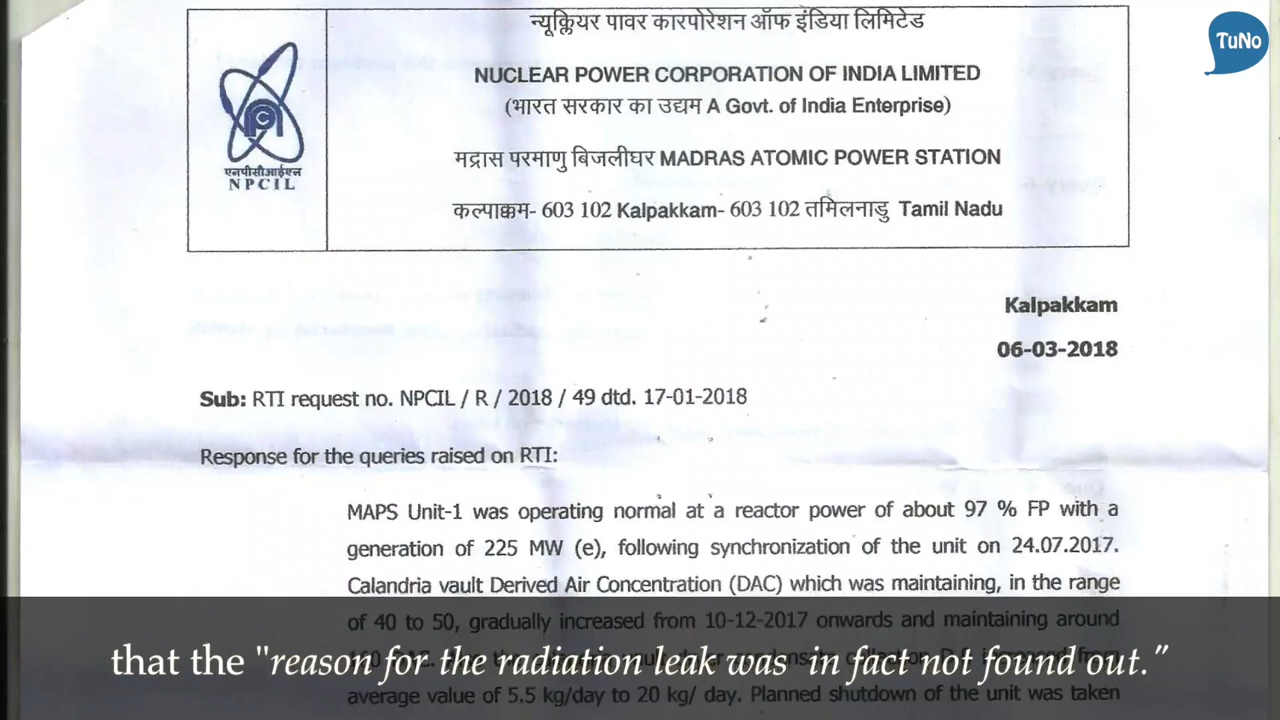 न्यूक्लियर पावर कारपोरेशन ऑफ इंडिया लिमिटेड
TuNo
NUCLEAR POWER CORPORATION OF INDIA LIMITED
(भारत सरकार का उद्यम A Govt. of India Enterprise)
मद्रास परमाणु बिजलीघर MADRAS ATOMIC POWER STATION
एनपीसीआईएल
NPCIL
कल्पाक्कम- 603 102 Kalpakkam- 603 102 तमिलनाडु Tamil Nadu
Kalpakkam
06-03-2018
Sub: RTI request no. NPCIL / R / 2018 / 49 dtd. 17-01-2018
Response for the queries raised on RTI:
MAPS Unit-1 was operating normal at a reactor power of about 97 % FP with a
generation of 225 MW (e), following synchronization of the unit on 24.07.2017.
Calandria vault Derived Air Concentration (DAC) which was maintaining, in the range
of 40 to 50, gradually increased from 10-12-2017 onwards and maintaining around
that the "reason for the radiation leak was in fact not found out."
average value of 5.5 kg/day to 20 kg/ day. Planned shutdown of the unit was taken